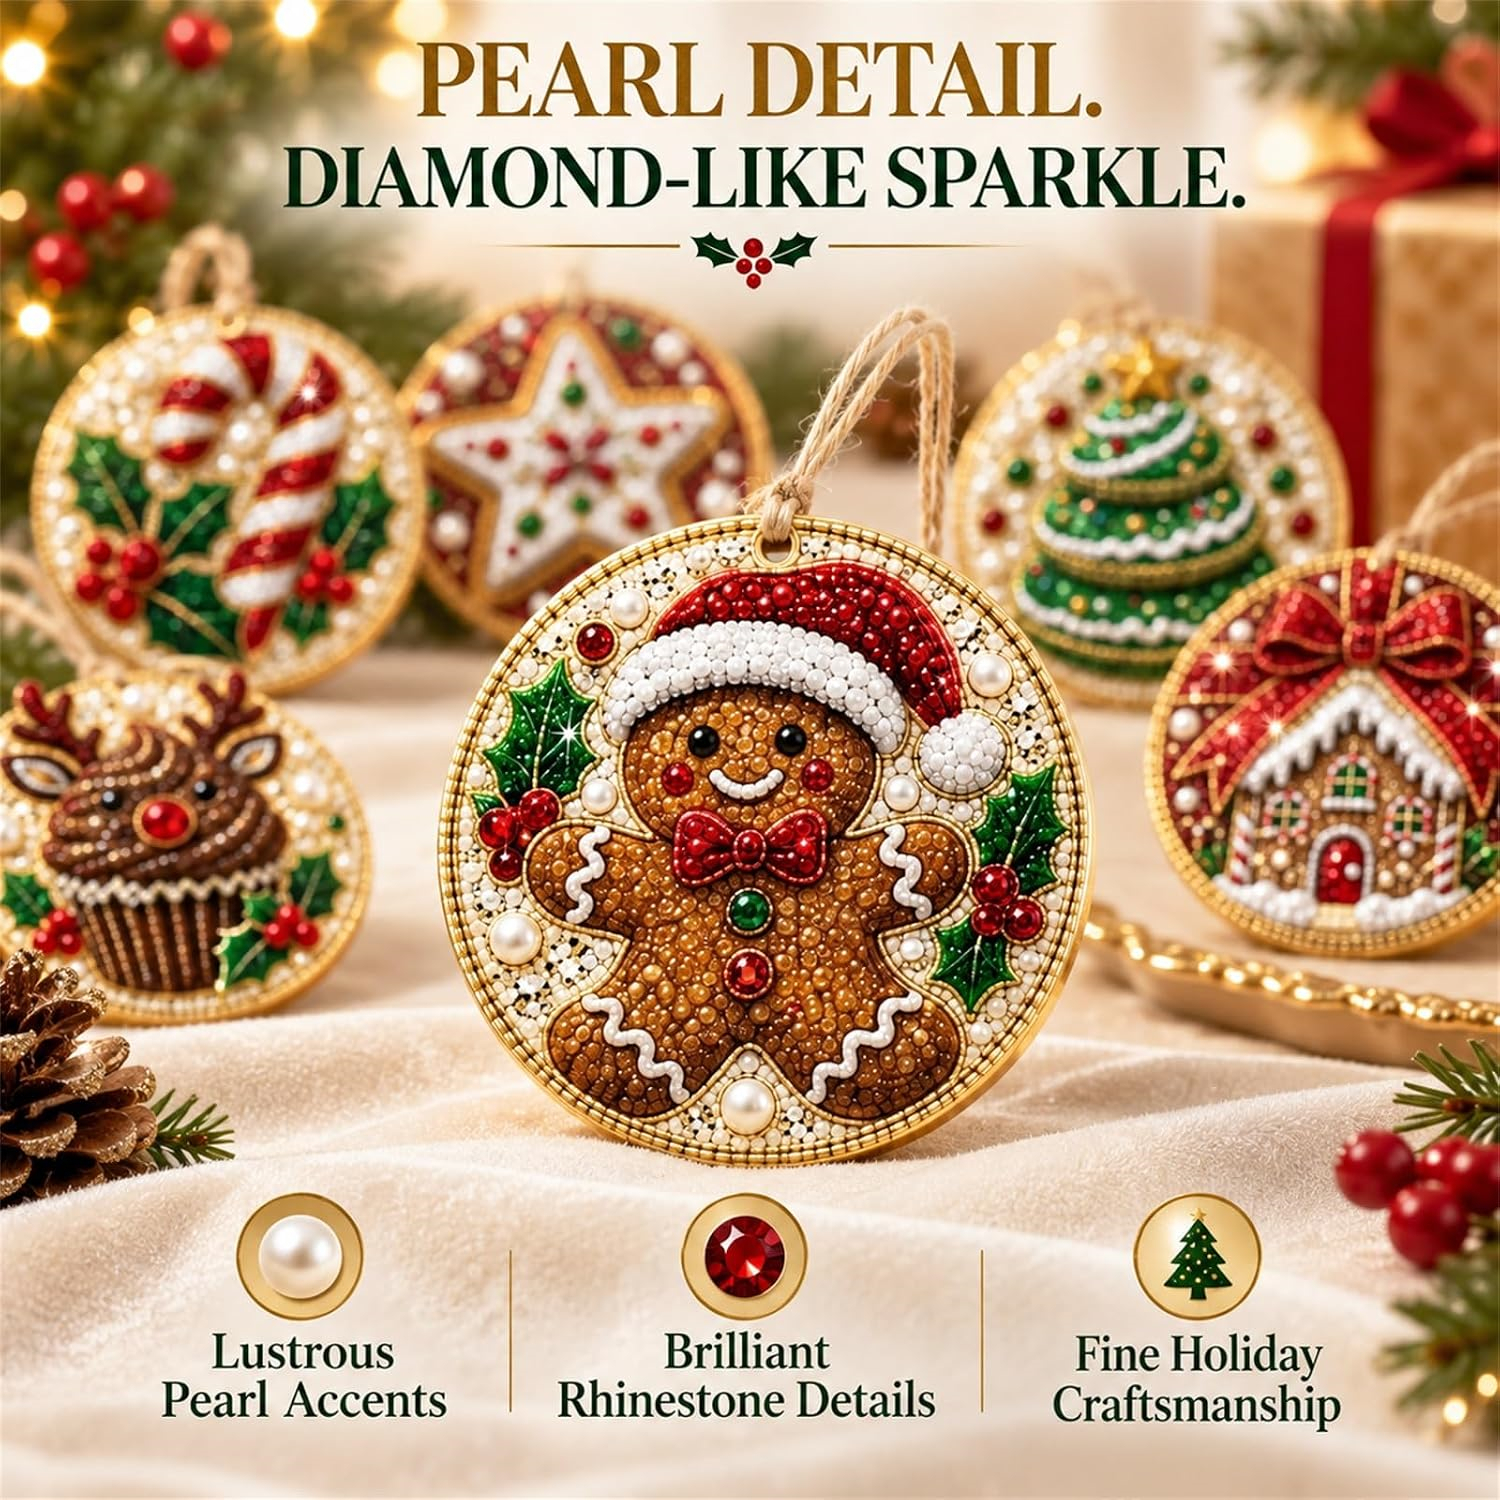 PEARL DETAIL.
DIAMOND-LIKE SPARKLE.
Lustrous
Pearl Accents
Brilliant
Rhinestone Details
Fine Holiday
Craftsmanship